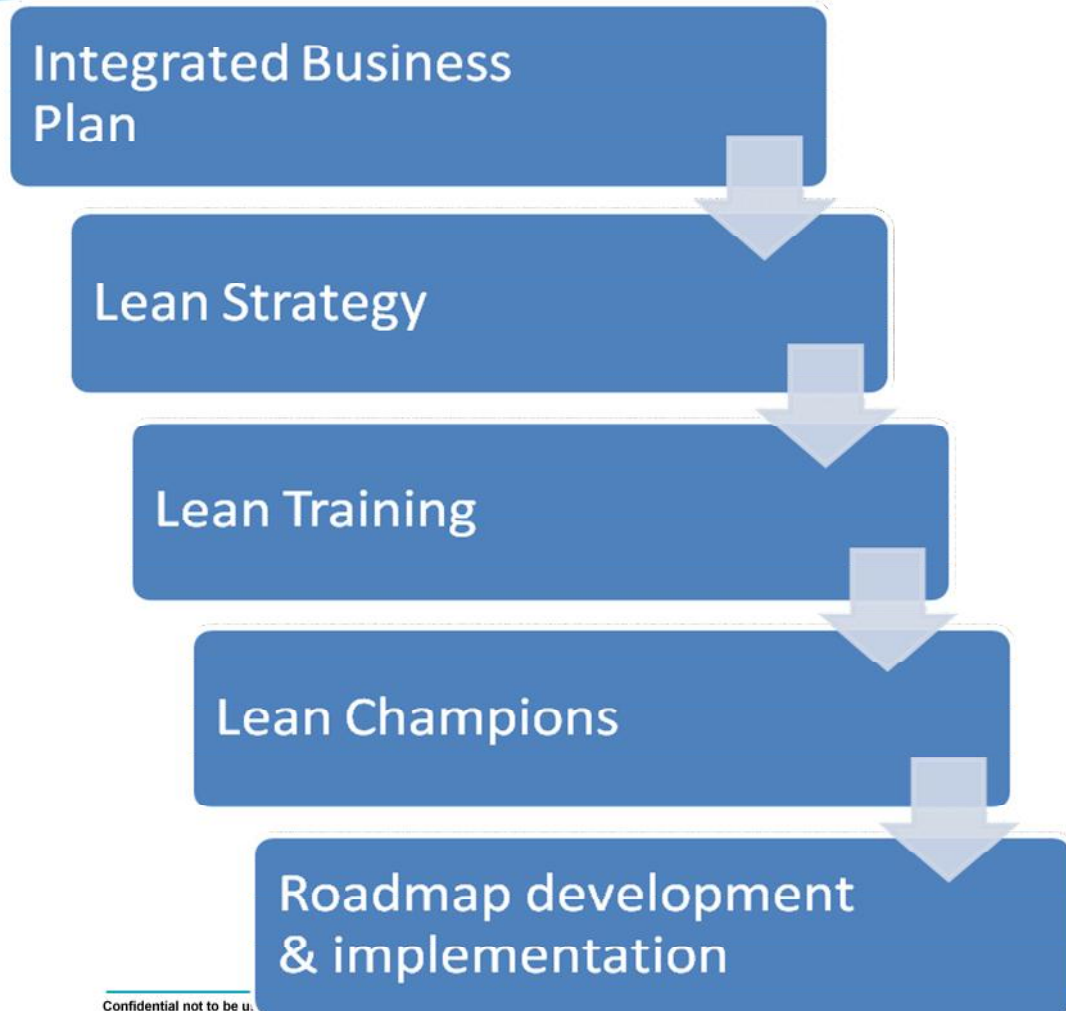 Integrated Business
Plan
Lean Strategy
Lean Training
Lean Champions
Roadmap development
& implementation
Confidential not to be